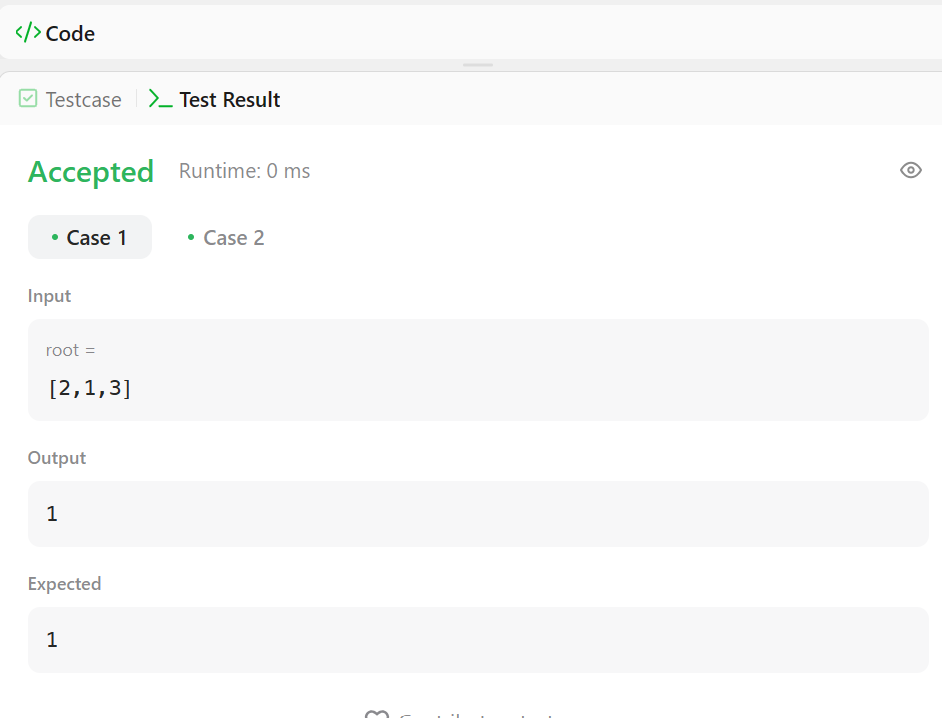 </> Code
Testcase
Test Result
Accepted
Runtime: 0 ms
Case 1
Case 2
Input
root =
[2,1,3]
Output
1
Expected
1